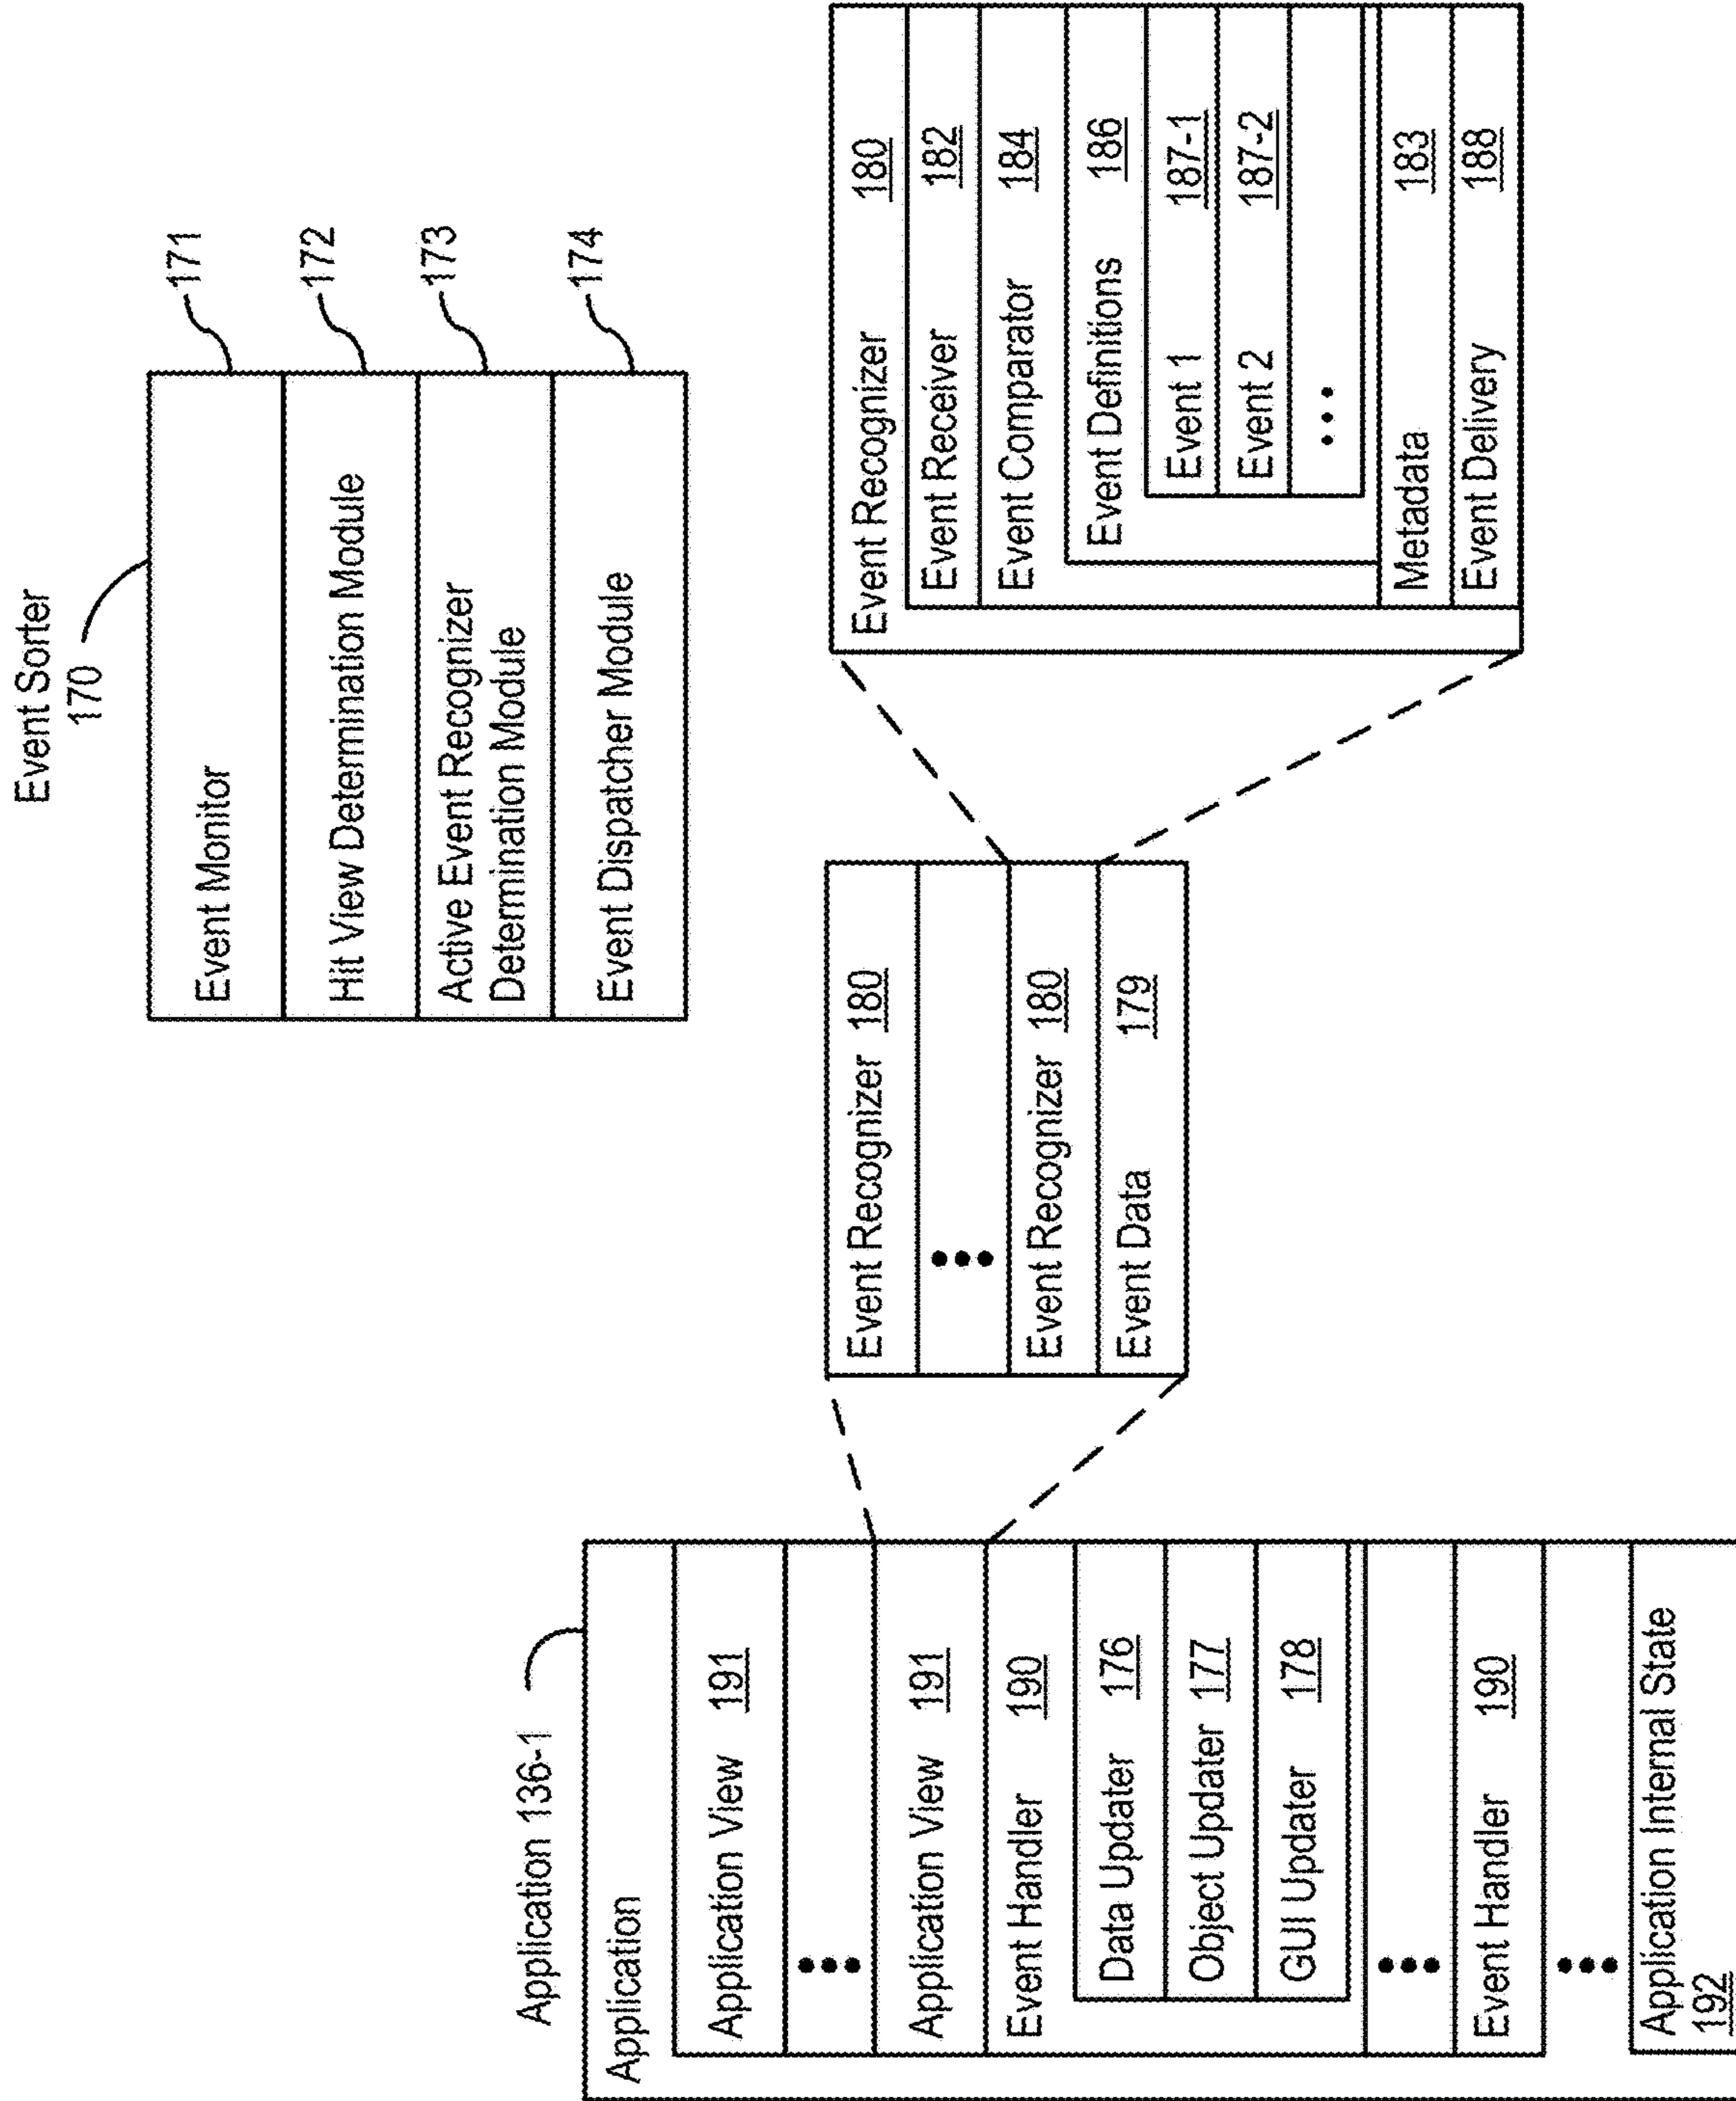 Event Sorter
170
Event Monitor
171
Hit View Determination Module
172
Active Event Recognizer
Determination Module
173
Event Dispatcher Module
174
Application 136-1
Application
Application View 191
•••
Application View 191
Event Handler 190
Data Updater 176
Object Updater 177
GUI Updater 178
•••
Event Handler 190
•••
Application Internal State
192
Event Recognizer 180
•••
Event Recognizer 180
Event Data 179
Event Recognizer 180
Event Receiver 182
Event Comparator 184
Event Definitions 186
Event 1 187-1
Event 2 187-2
•••
Metadata 183
Event Delivery 188